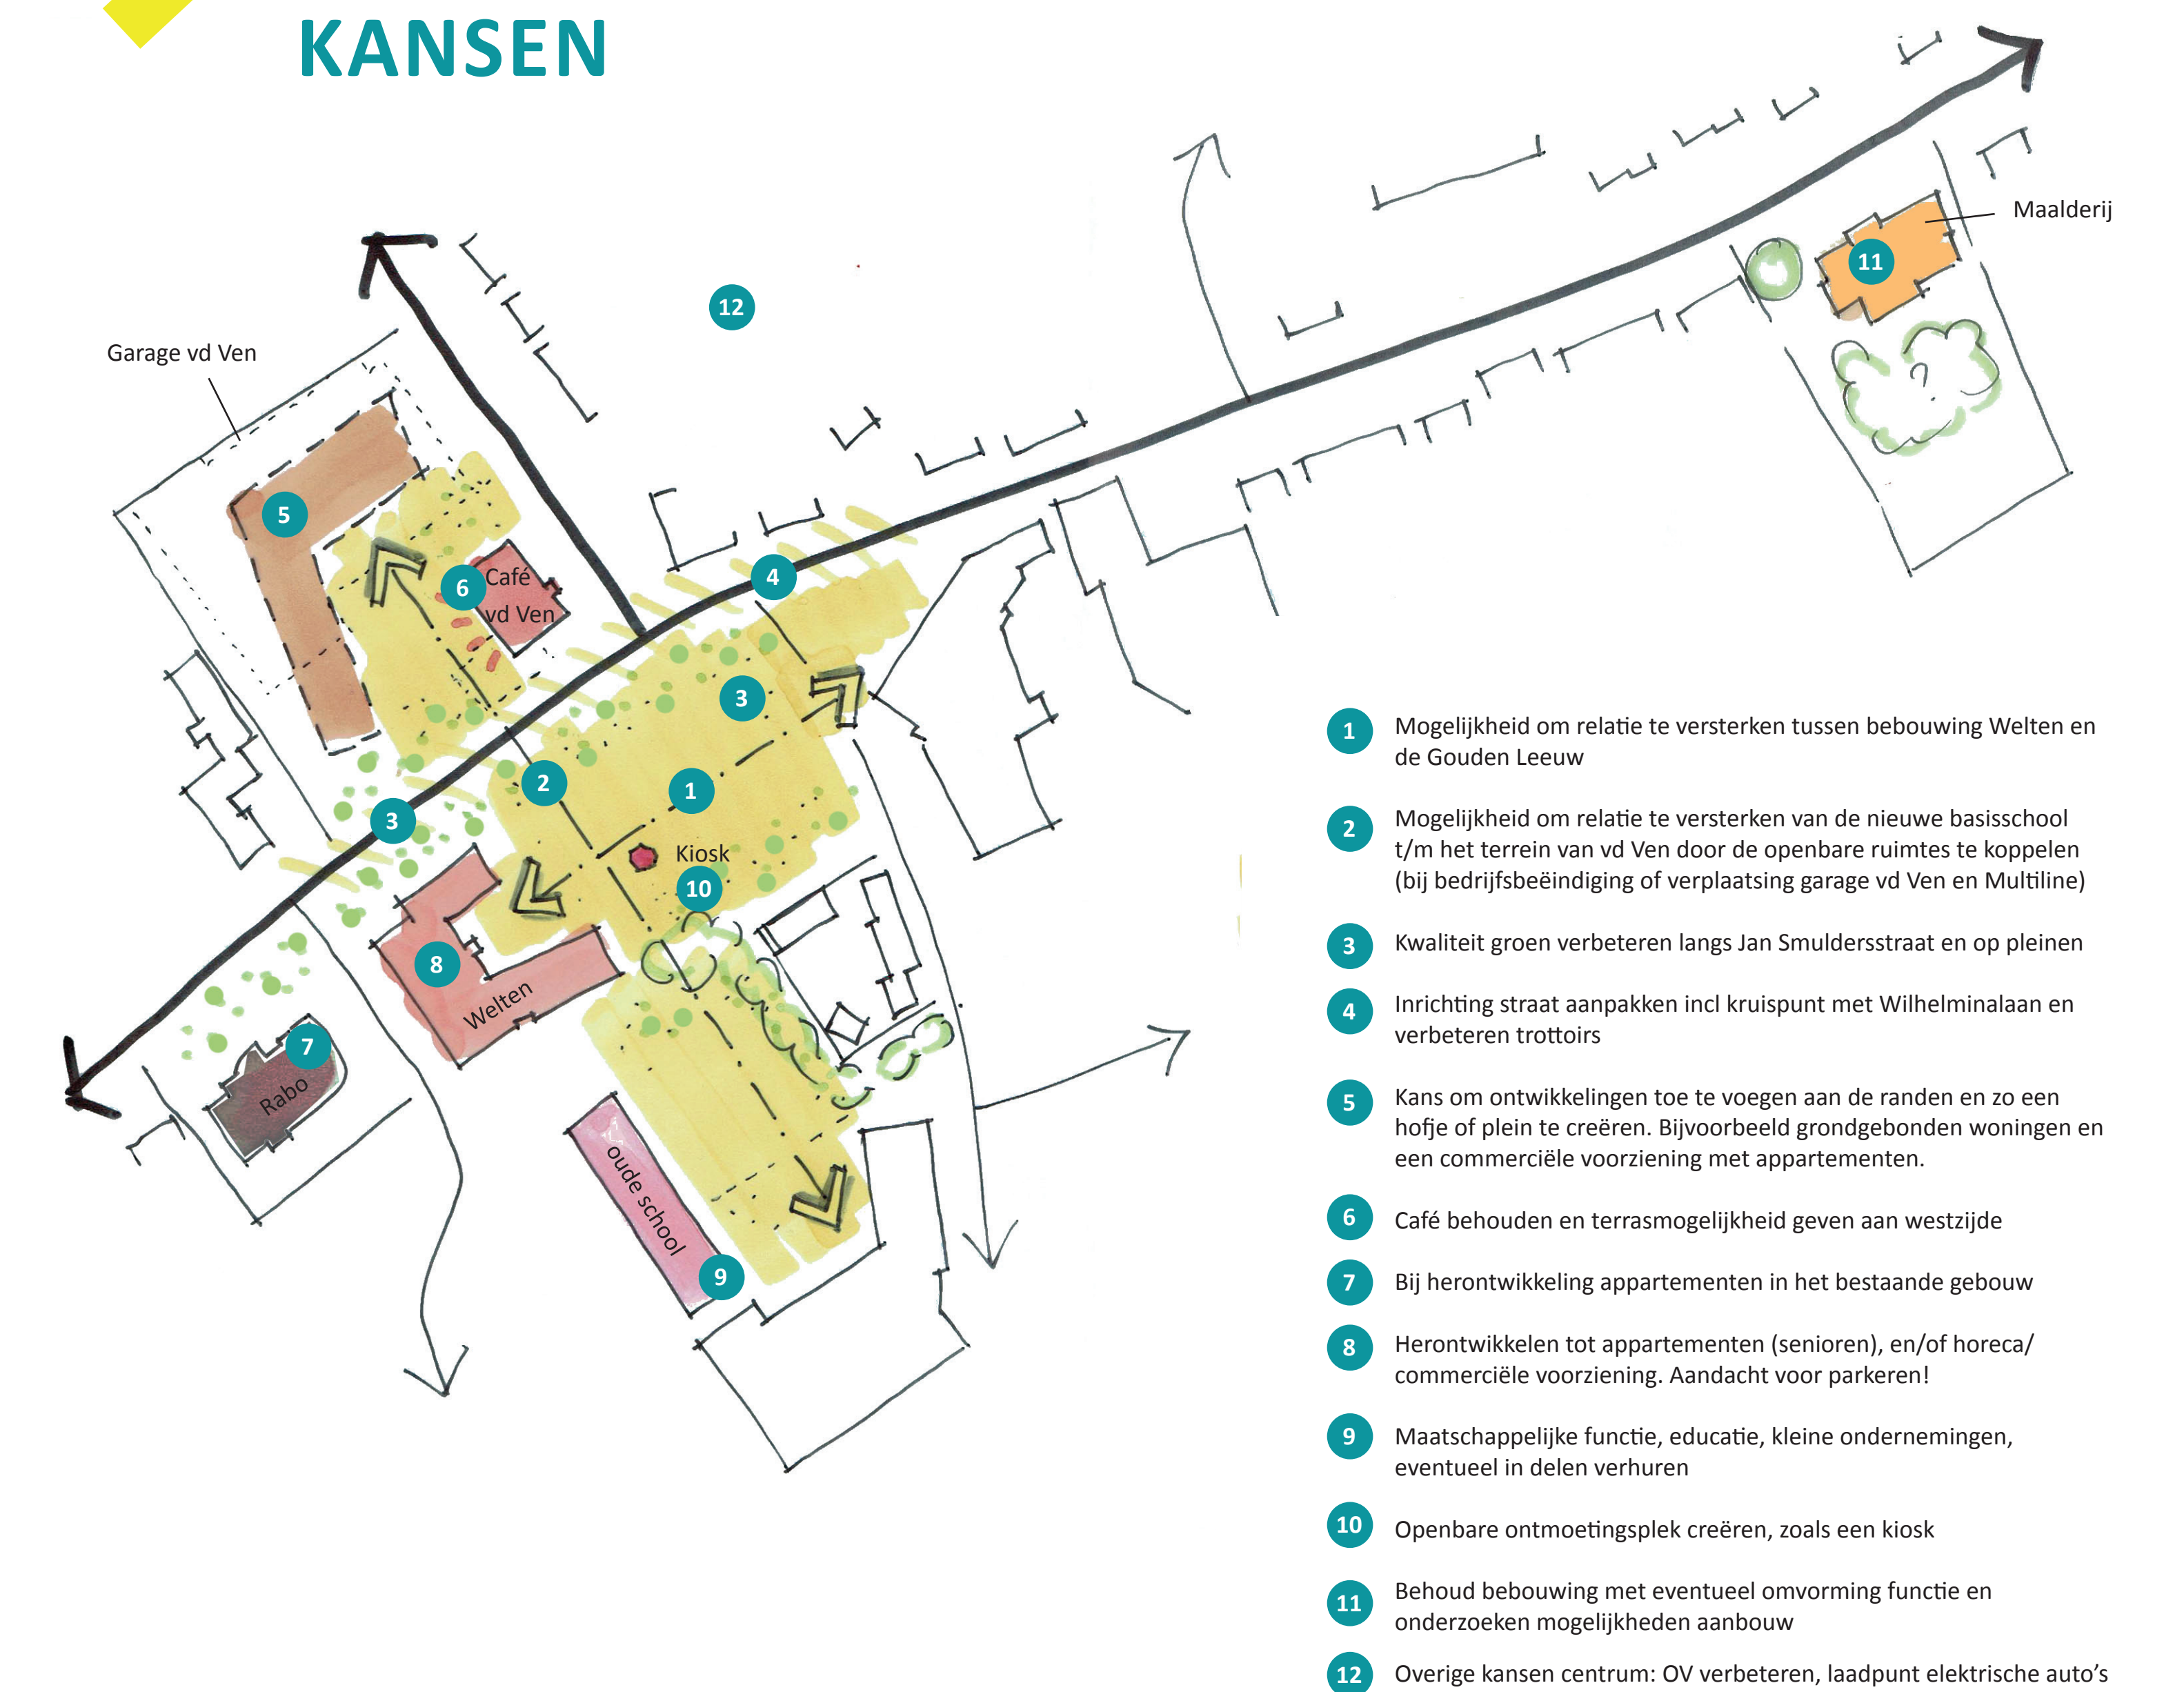 KANSEN
Maalderij
11
12
Garage vd Ven
5
6
Café
vd Ven
4
3
2
1
3
Kiosk
10
8
Welten
7
Rabo
oude school
9
1
Mogelijkheid om relatie te versterken tussen bebouwing Welten en
de Gouden Leeuw
2
Mogelijkheid om relatie te versterken van de nieuwe basisschool
t/m het terrein van vd Ven door de openbare ruimtes te koppelen
(bij bedrijfsbeëindiging of verplaatsing garage vd Ven en Multiline)
3
Kwaliteit groen verbeteren langs Jan Smuldersstraat en op pleinen
4
Inrichting straat aanpakken incl kruispunt met Wilhelminalaan en
verbeteren trottoirs
5
Kans om ontwikkelingen toe te voegen aan de randen en zo een
hofje of plein te creëren. Bijvoorbeeld grondgebonden woningen en
een commerciële voorziening met appartementen.
6
Café behouden en terrasmogelijkheid geven aan westzijde
7
Bij herontwikkeling appartementen in het bestaande gebouw
8
Herontwikkelen tot appartementen (senioren), en/of horeca/
commerciële voorziening. Aandacht voor parkeren!
9
Maatschappelijke functie, educatie, kleine ondernemingen,
eventueel in delen verhuren
10
Openbare ontmoetingsplek creëren, zoals een kiosk
11
Behoud bebouwing met eventueel omvorming functie en
onderzoeken mogelijkheden aanbouw
12
Overige kansen centrum: OV verbeteren, laadpunt elektrische auto's